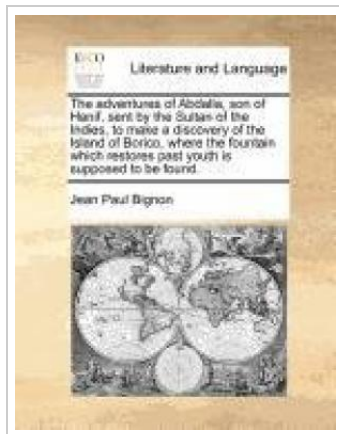 ECCO
Literature and Language
The adventures of Abdalla, son of
Hanif, sent by the Sultan of the
Indies, to make a discovery of the
Island of Borico, where the fountain
which restores past youth is
supposed to be found.
Jean Paul Bignon